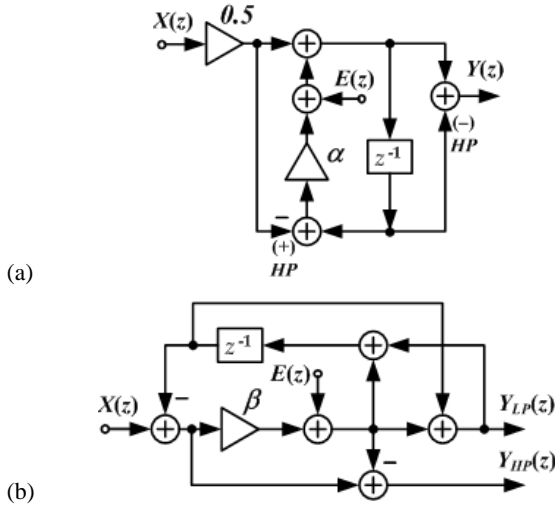 X(z) 0.5
E(z) Y(z)
(−)
HP
α z⁻¹
−
(+)
HP
(a)
z⁻¹
E(z)
X(z) − β Y_LP(z)
− Y_HP(z)
(b)